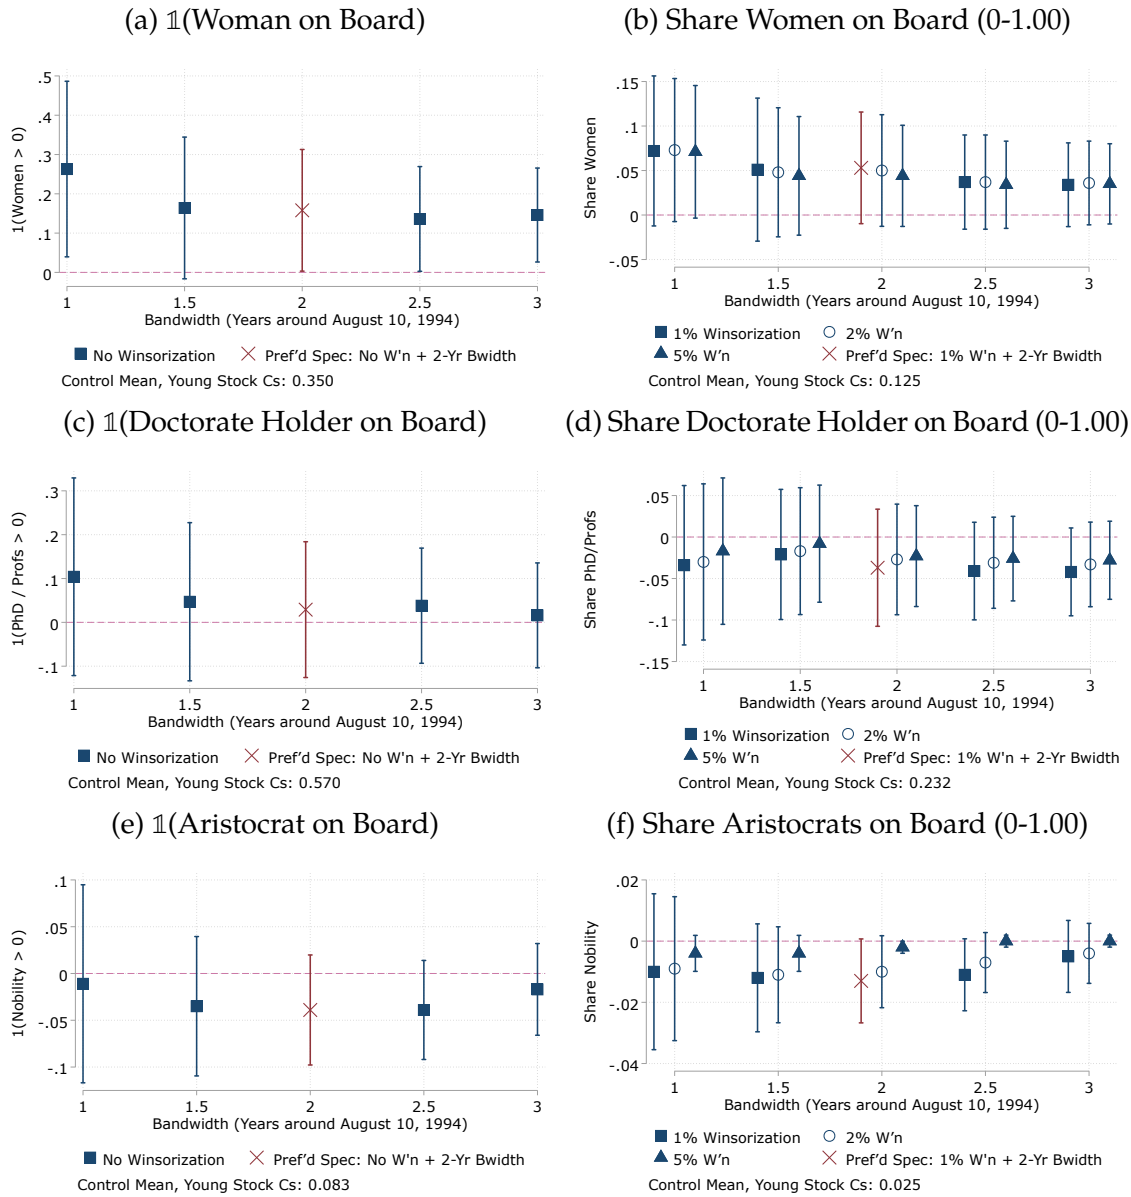 (a) 𝟙(Woman on Board)
1(Women > 0)
.5
.4
.3
.2
.1
0
1 1.5 2 2.5 3
Bandwidth (Years around August 10, 1994)
No Winsorization Pref'd Spec: No W'n + 2-Yr Bwidth
Control Mean, Young Stock Cs: 0.350
(b) Share Women on Board (0-1.00)
Share Women
.15
.1
.05
0
-.05
1 1.5 2 2.5 3
Bandwidth (Years around August 10, 1994)
1% Winsorization 2% W'n
5% W'n Pref'd Spec: 1% W'n + 2-Yr Bwidth
Control Mean, Young Stock Cs: 0.125
(c) 𝟙(Doctorate Holder on Board)
1(PhD / Profs > 0)
.3
.2
.1
0
-.1
1 1.5 2 2.5 3
Bandwidth (Years around August 10, 1994)
No Winsorization Pref'd Spec: No W'n + 2-Yr Bwidth
Control Mean, Young Stock Cs: 0.570
(d) Share Doctorate Holder on Board (0-1.00)
Share PhD/Profs
.05
0
-.05
-.1
-.15
1 1.5 2 2.5 3
Bandwidth (Years around August 10, 1994)
1% Winsorization 2% W'n
5% W'n Pref'd Spec: 1% W'n + 2-Yr Bwidth
Control Mean, Young Stock Cs: 0.232
(e) 𝟙(Aristocrat on Board)
1(Nobility > 0)
.1
.05
0
-.05
-.1
1 1.5 2 2.5 3
Bandwidth (Years around August 10, 1994)
No Winsorization Pref'd Spec: No W'n + 2-Yr Bwidth
Control Mean, Young Stock Cs: 0.083
(f) Share Aristocrats on Board (0-1.00)
Share Nobility
.02
0
-.02
-.04
1 1.5 2 2.5 3
Bandwidth (Years around August 10, 1994)
1% Winsorization 2% W'n
5% W'n Pref'd Spec: 1% W'n + 2-Yr Bwidth
Control Mean, Young Stock Cs: 0.025